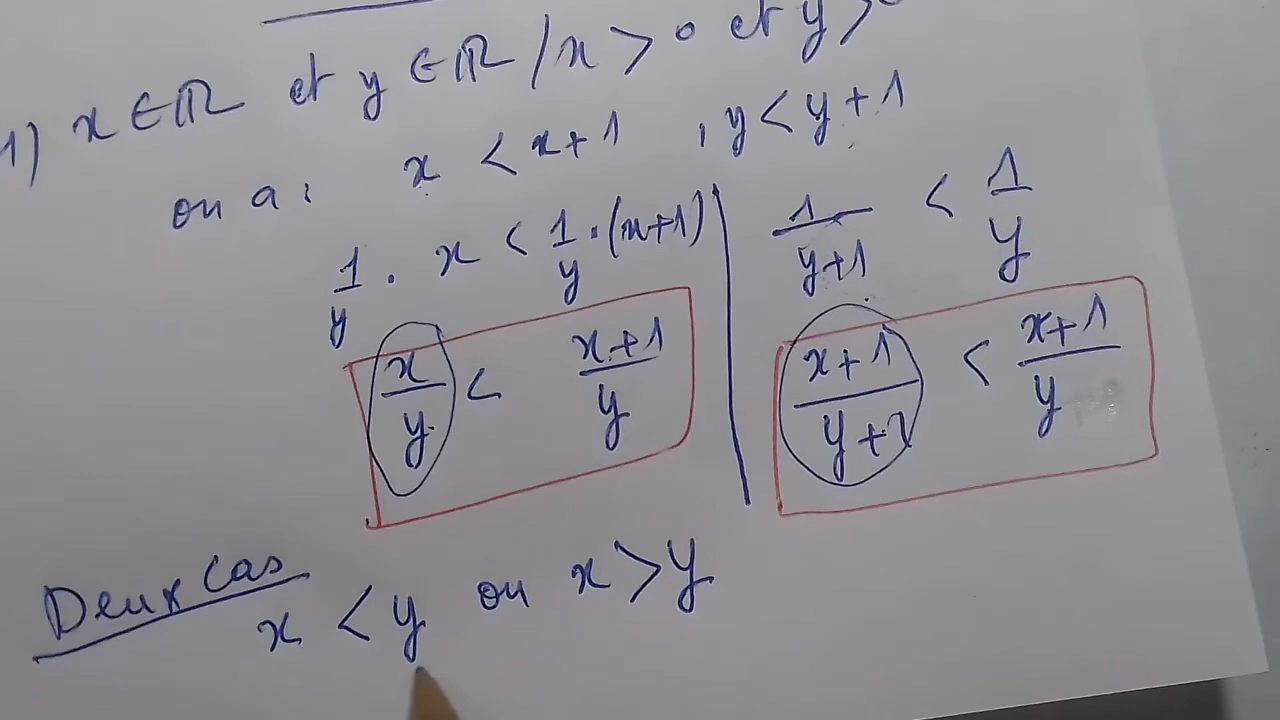 1) x ∈ ℝ et y ∈ ℝ / x > 0 et y > 0
on a : x < x+1 , y < y+1
1/y . x < 1/y . (x+1) | 1/(y+1) < 1/y
x/y < (x+1)/y | (x+1)/(y+1) < (x+1)/y
Deux Cas
x < y ou x > y